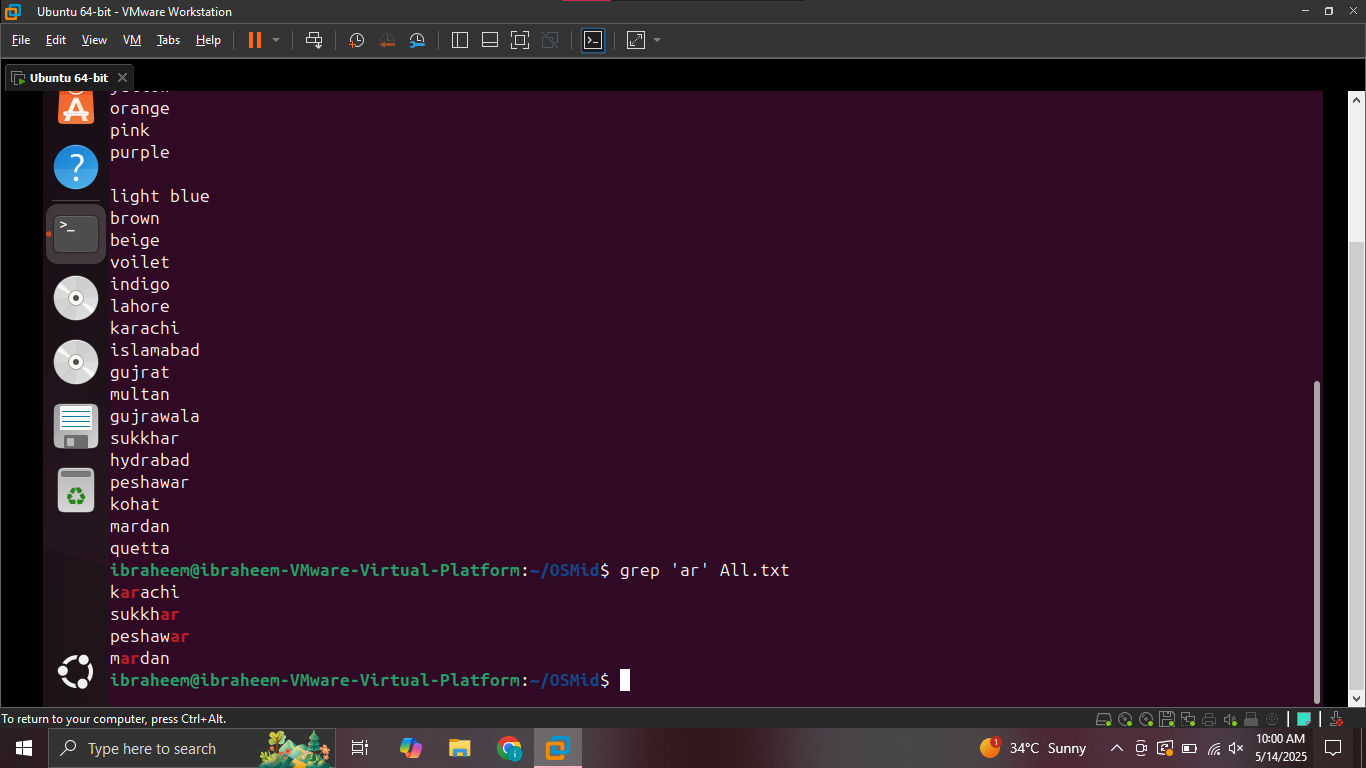 Ubuntu 64-bit - VMware Workstation
File Edit View VM Tabs Help
Ubuntu 64-bit
orange
pink
purple
light blue
brown
beige
voilet
indigo
lahore
karachi
islamabad
gujrat
multan
gujrawala
sukkhar
hydrabad
peshawar
kohat
mardan
quetta
ibraheem@ibraheem-VMware-Virtual-Platform:~/OSMid$ grep 'ar' All.txt
karachi
sukkhar
peshawar
mardan
ibraheem@ibraheem-VMware-Virtual-Platform:~/OSMid$
To return to your computer, press Ctrl+Alt.
Type here to search
1
34°C Sunny
10:00 AM
5/14/2025